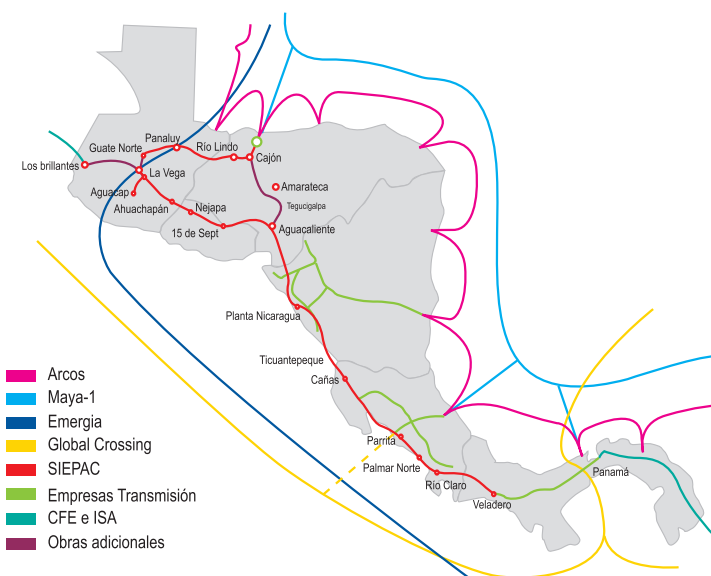 Panaluy
Guate Norte
Río Lindo
Cajón
Los brillantes
La Vega
Aguacap
Amarateca
Ahuachapán
Nejapa
Tegucigalpa
15 de Sept
Aguacaliente
Planta Nicaragua
Ticuantepeque
Cañas
Parrita
Palmar Norte
Río Claro
Veladero
Panamá
Arcos
Maya-1
Emergia
Global Crossing
SIEPAC
Empresas Transmisión
CFE e ISA
Obras adicionales